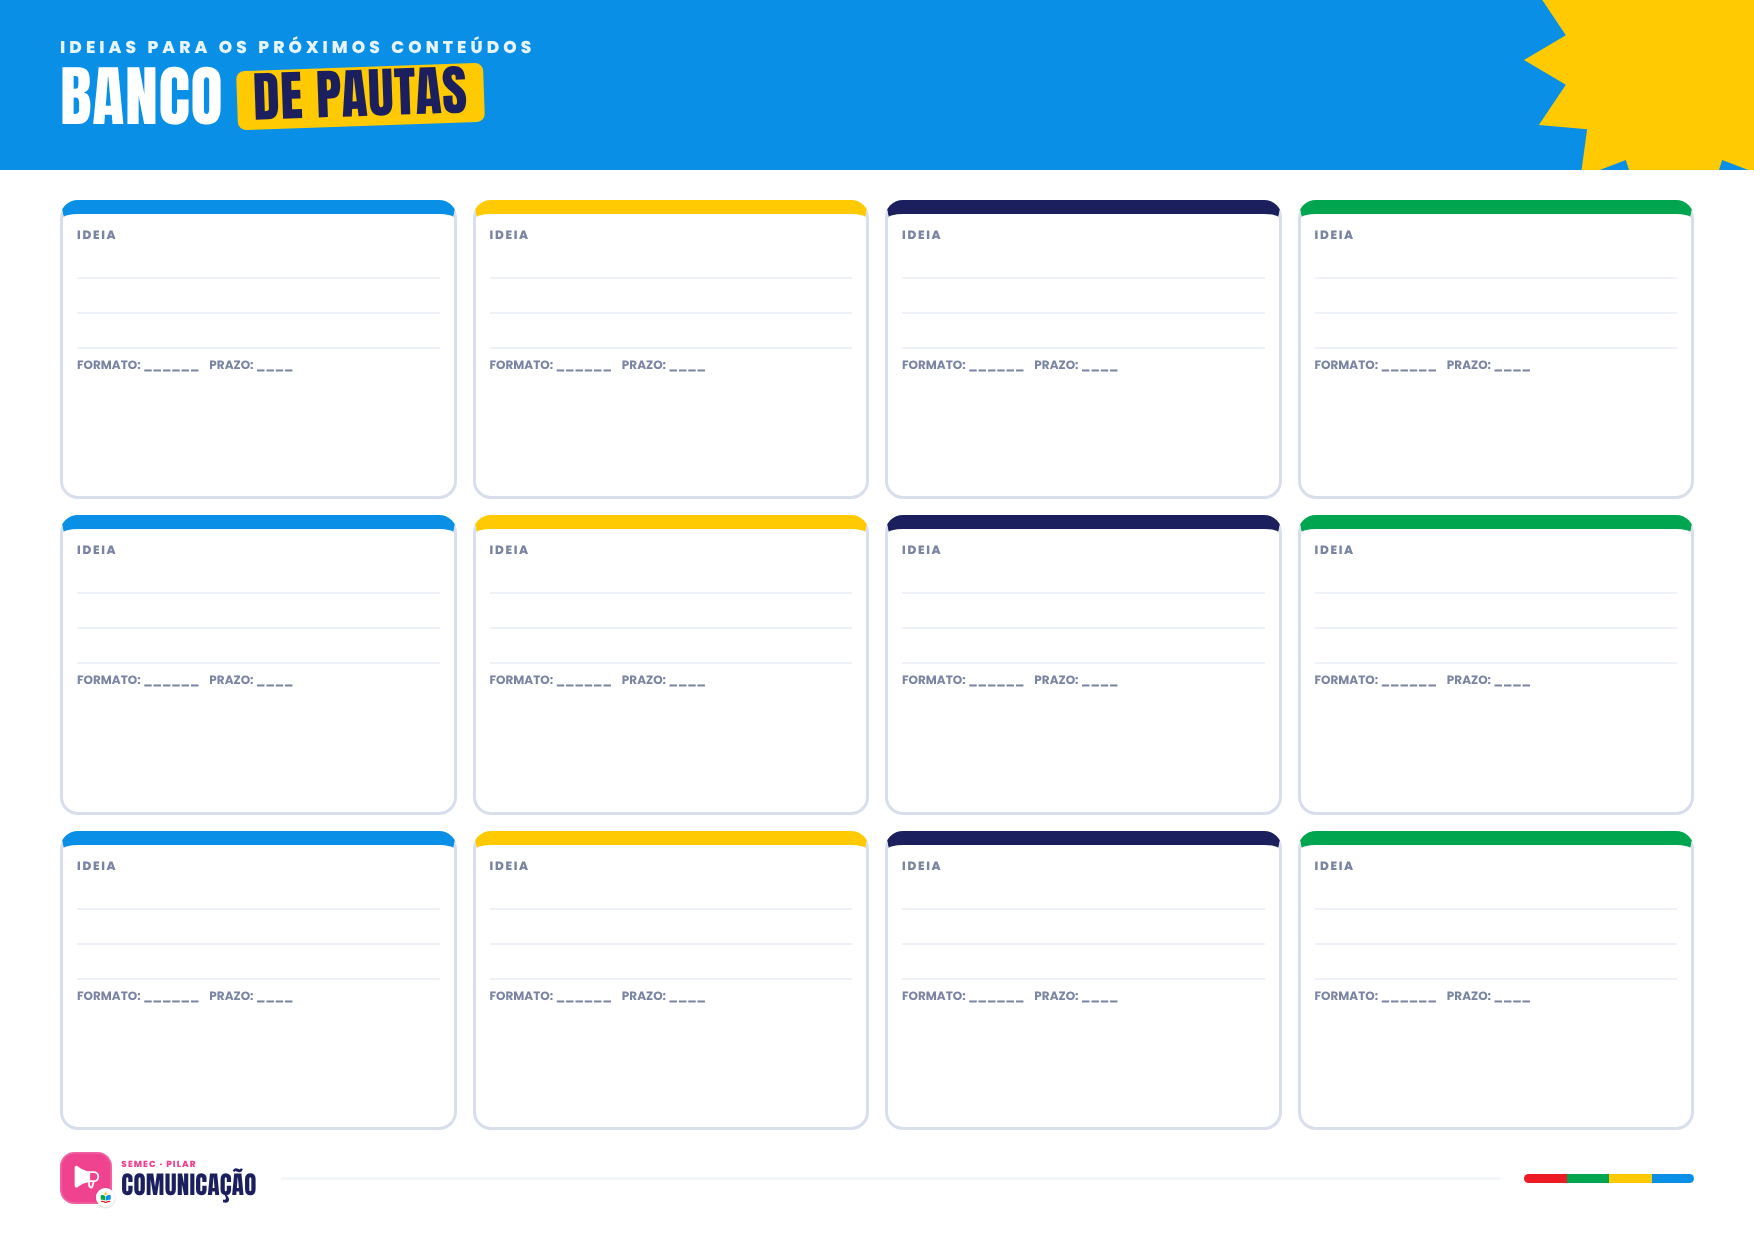 IDEIAS PARA OS PRÓXIMOS CONTEÚDOS
BANCO DE PAUTAS
IDEIA IDEIA IDEIA IDEIA
FORMATO: ______ PRAZO: ____ FORMATO: ______ PRAZO: ____ FORMATO: ______ PRAZO: ____ FORMATO: ______ PRAZO: ____
IDEIA IDEIA IDEIA IDEIA
FORMATO: ______ PRAZO: ____ FORMATO: ______ PRAZO: ____ FORMATO: ______ PRAZO: ____ FORMATO: ______ PRAZO: ____
IDEIA IDEIA IDEIA IDEIA
FORMATO: ______ PRAZO: ____ FORMATO: ______ PRAZO: ____ FORMATO: ______ PRAZO: ____ FORMATO: ______ PRAZO: ____
SEMEC · PILAR
COMUNICAÇÃO